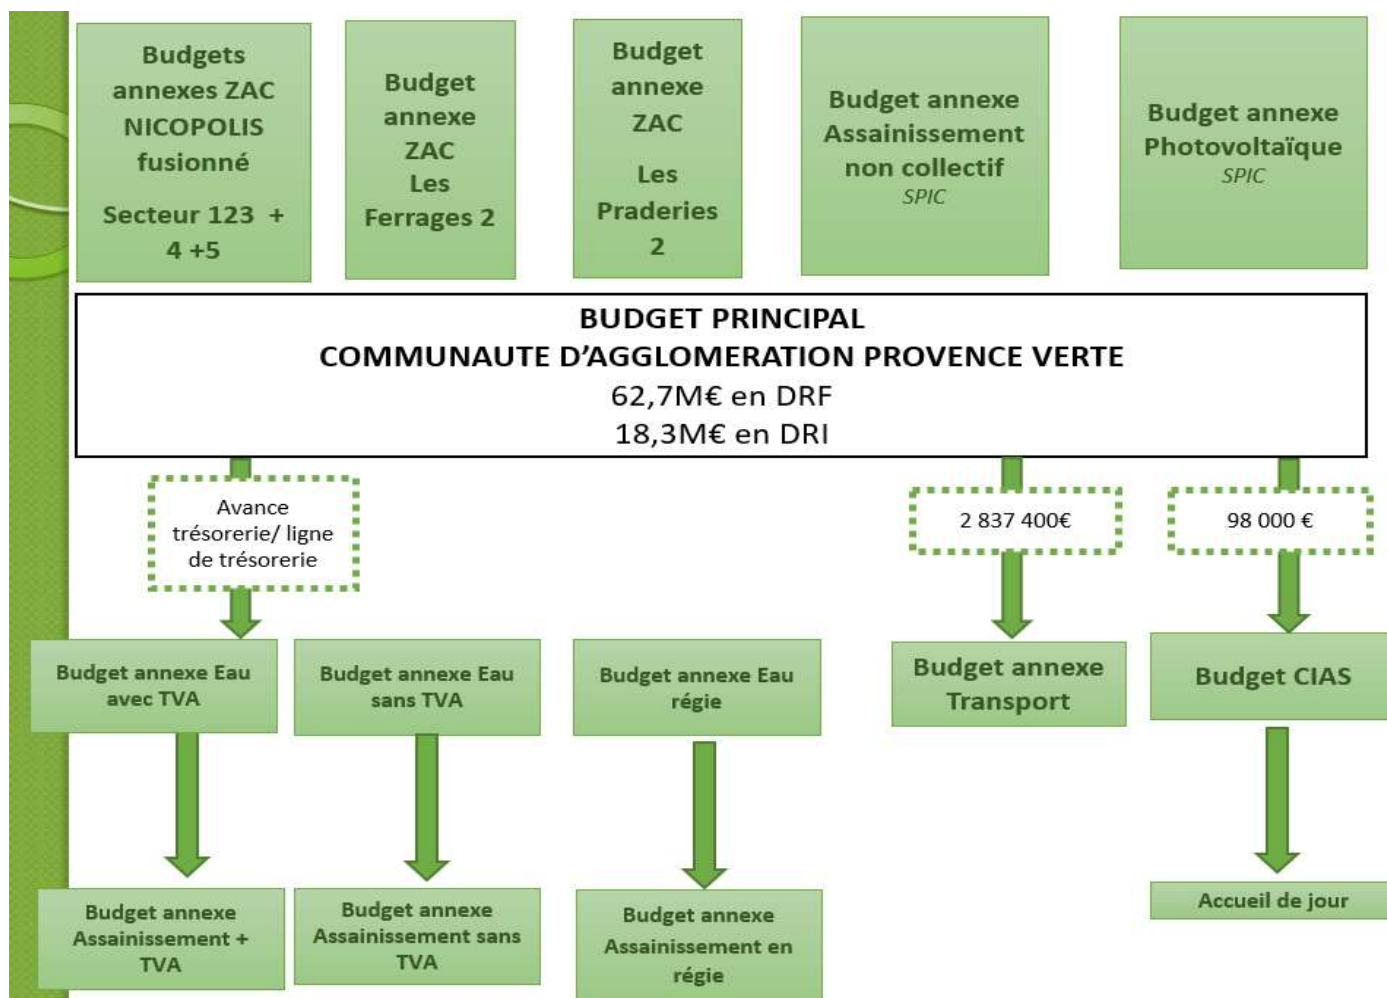 Budgets
annexes ZAC
NICOPOLIS
fusionné
Secteur 123 +
4 +5
Budget
annexe
ZAC
Les
Ferrages 2
Budget
annexe
ZAC
Les
Praderies
2
Budget annexe
Assainissement
non collectif
SPIC
Budget annexe
Photovoltaïque
SPIC
BUDGET PRINCIPAL
COMMUNAUTE D'AGGLOMERATION PROVENCE VERTE
62,7M€ en DRF
18,3M€ en DRI
Avance
trésorerie/ ligne
de trésorerie
2 837 400€
98 000 €
Budget annexe Eau
avec TVA
Budget annexe Eau
sans TVA
Budget annexe Eau
régie
Budget annexe
Transport
Budget CIAS
Budget annexe
Assainissement +
TVA
Budget annexe
Assainissement sans
TVA
Budget annexe
Assainissement en
régie
Accueil de jour